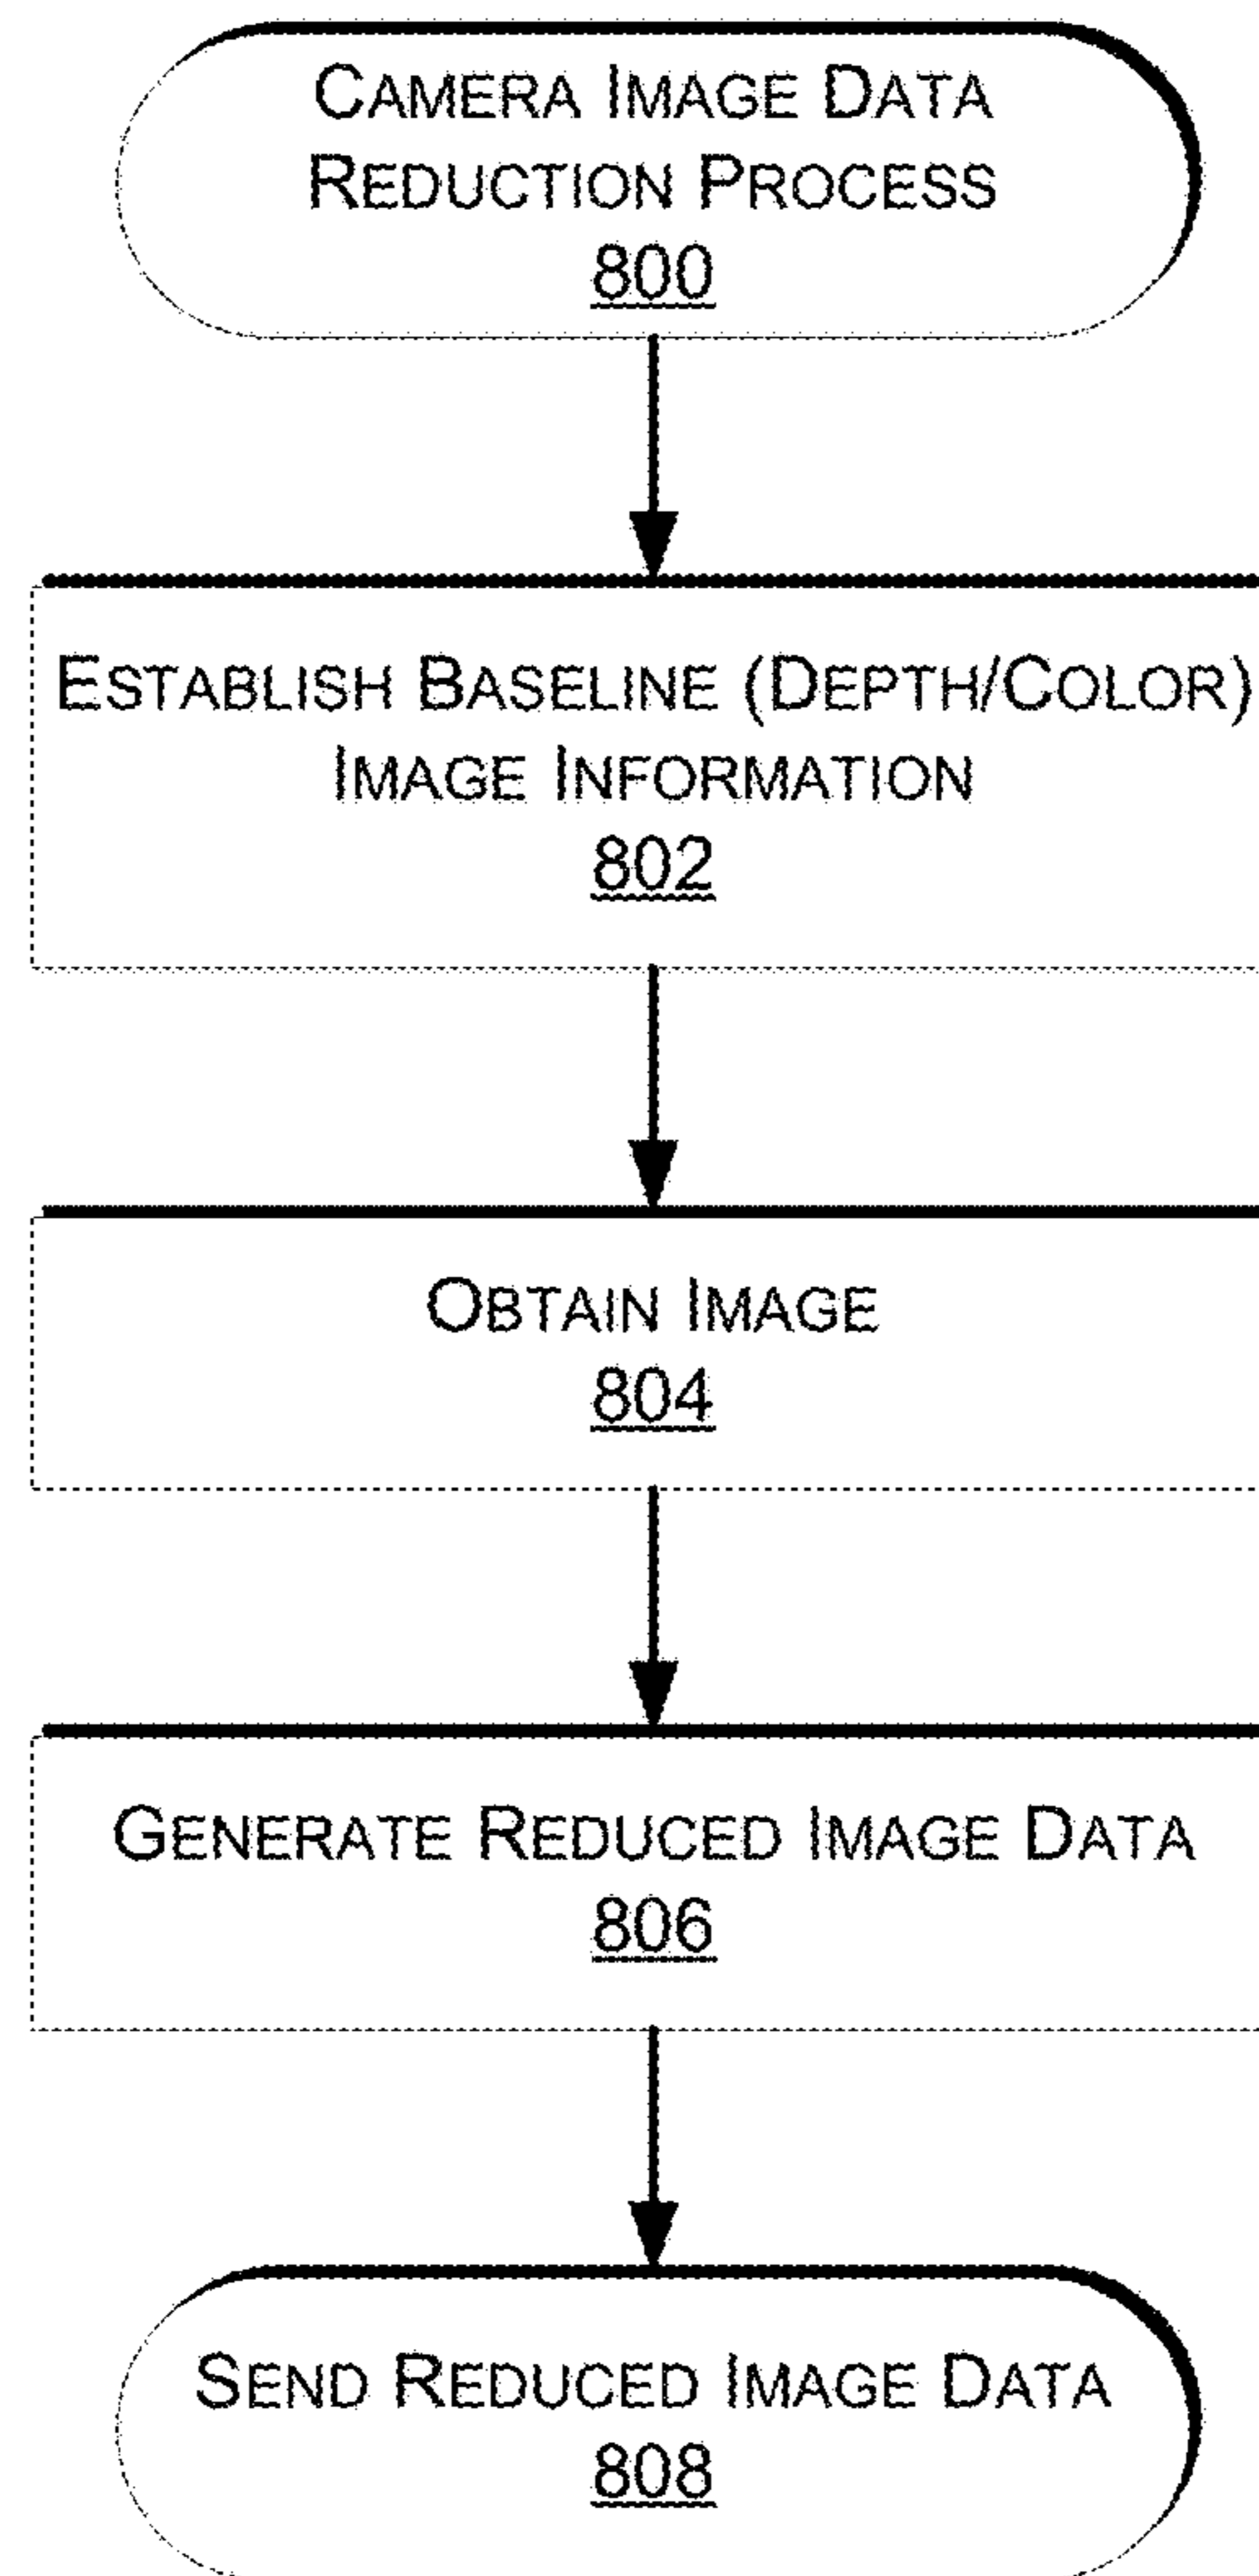 CAMERA IMAGE DATA
REDUCTION PROCESS
800
ESTABLISH BASELINE (DEPTH/COLOR)
IMAGE INFORMATION
802
OBTAIN IMAGE
804
GENERATE REDUCED IMAGE DATA
806
SEND REDUCED IMAGE DATA
808